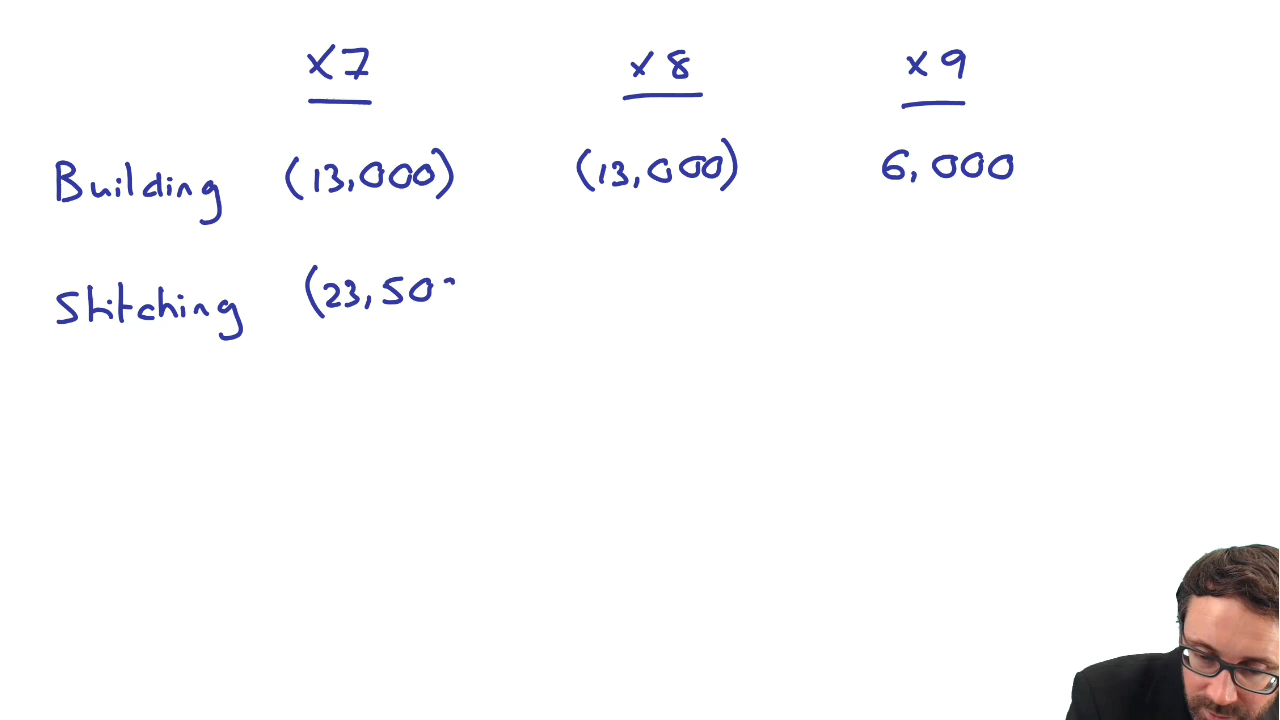 x7 x8 x9
Building (13,000) (13,000) 6,000
Stitching (23,50